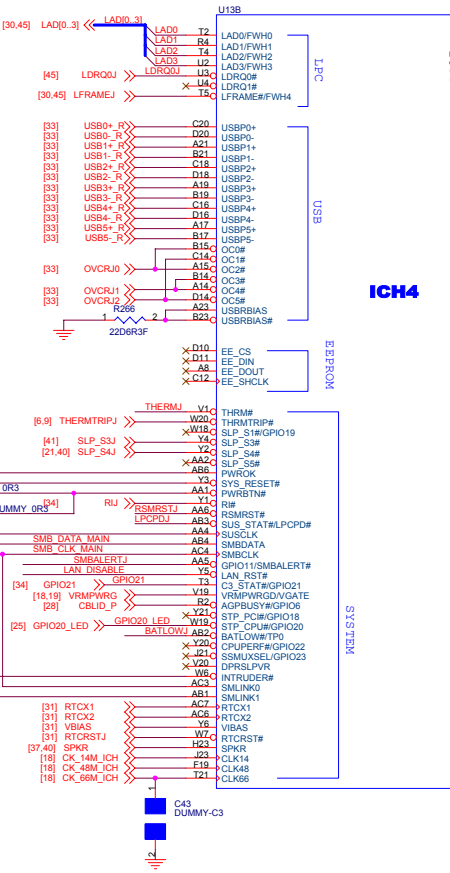 U13B
[30,45] LAD[0..3] LAD[0..3]
LAD0 T2 LAD0/FWH0
LAD1 R4 LAD1/FWH1
LAD2 T4 LAD2/FWH2
LAD3 U2 LAD3/FWH3
[45] LDRQ0J LDRQ0J U3 LDRQ0#
U4 LDRQ1#
[30,45] LFRAMEJ T5 LFRAME#/FWH4
LPC
[33] USB0+_R C20 USBP0+
[33] USB0-_R D20 USBP0-
[33] USB1+_R A21 USBP1+
[33] USB1-_R B21 USBP1-
[33] USB2+_R C18 USBP2+
[33] USB2-_R D18 USBP2-
[33] USB3+_R A19 USBP3+
[33] USB3-_R B19 USBP3-
[33] USB4+_R C16 USBP4+
[33] USB4-_R D16 USBP4-
[33] USB5+_R A17 USBP5+
[33] USB5-_R B17 USBP5-
B15 OC0#
C14 OC1#
[33] OVCRJ0 A15 OC2#
B14 OC3#
[33] OVCRJ1 A14 OC4#
[33] OVCRJ2 D14 OC5#
A23 USBRBIAS
R266 1 2 B23 USBRBIAS#
22D6R3F
USB
ICH4
D10 EE_CS
D11 EE_DIN
A8 EE_DOUT
C12 EE_SHCLK
EEPROM
THERMJ V1 THRM#
[6,9] THERMTRIPJ W20 THRMTRIP#
W18 SLP_S1#/GPIO19
[41] SLP_S3J Y4 SLP_S3#
[21,40] SLP_S4J Y2 SLP_S4#
AA2 SLP_S5#
AB6 PWROK
Y3 SYS_RESET#
0R3 AA1 PWRBTN#
[34] RIJ Y1 RI#
UMMY_0R3 RSMRSTJ AA6 RSMRST#
LPCPDJ AB3 SUS_STAT#/LPCPD#
AA4 SUSCLK
SMB_DATA_MAIN AB4 SMBDATA
SMB_CLK_MAIN AC4 SMBCLK
SMBALERTJ AA5 GPIO11/SMBALERT#
LAN_DISABLE Y5 LAN_RST#
[34] GPIO21 GPIO21 T3 C3_STAT#/GPIO21
[18,19] VRMPWRG V19 VRMPWRGD/VGATE
[28] CBLID_P R2 AGPBUSY#/GPIO6
Y21 STP_PCI#/GPIO18
[25] GPIO20_LED GPIO20_LED W19 STP_CPU#/GPIO20
BATLOWJ AB2 BATLOW#/TP0
Y20 CPUPERF#/GPIO22
J21 SSMUXSEL/GPIO23
V20 DPRSLPVR
W6 INTRUDER#
AC3 SMLINK0
AB1 SMLINK1
[31] RTCX1 AC7 RTCX1
[31] RTCX2 AC6 RTCX2
[31] VBIAS Y6 VBIAS
[31] RTCRSTJ W7 RTCRST#
[37,40] SPKR H23 SPKR
[18] CK_14M_ICH J23 CLK14
[18] CK_48M_ICH F19 CLK48
[18] CK_66M_ICH T21 CLK66
SYSTEM
1
C43
DUMMY-C3
2